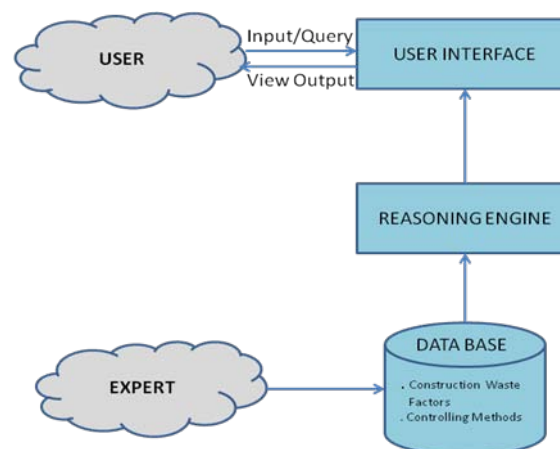 Input/Query
USER
USER INTERFACE
View Output
REASONING ENGINE
DATA BASE
. Construction Waste
Factors
. Controlling Methods
EXPERT